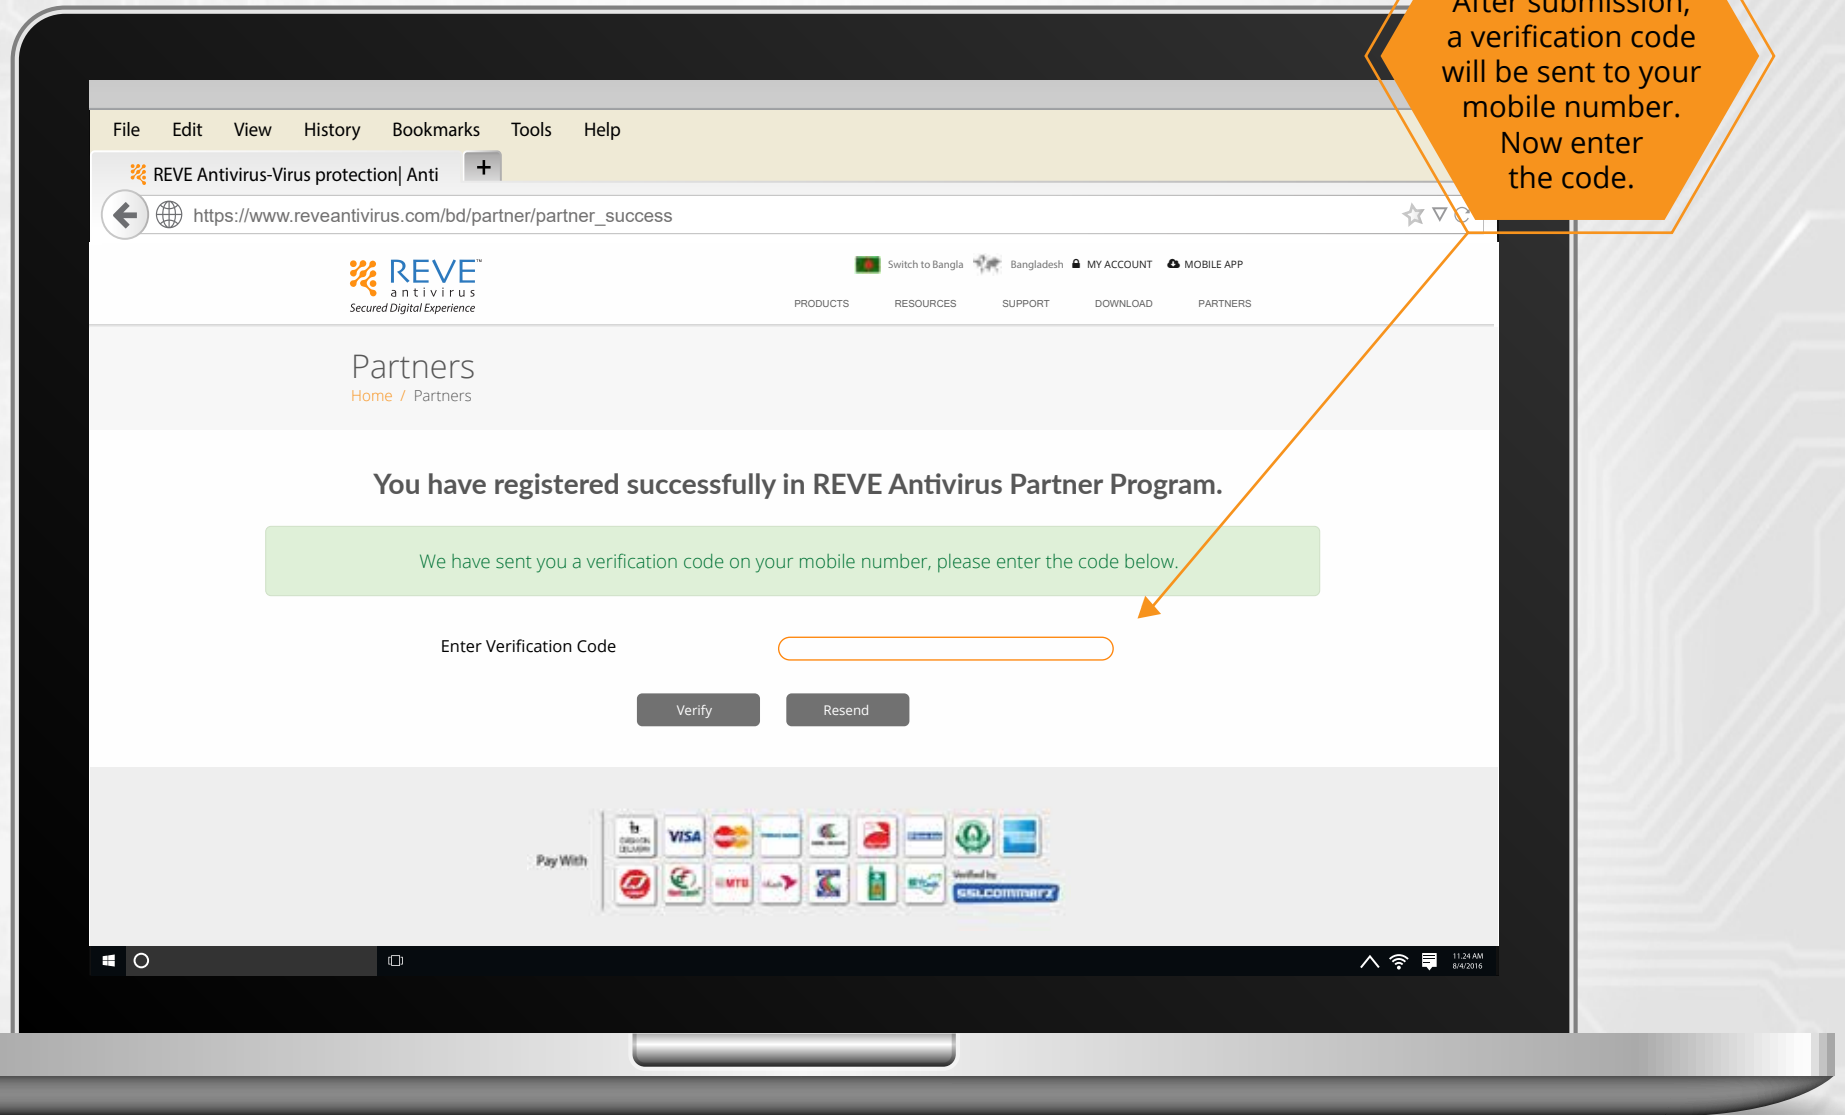 After submission,
a verification code
will be sent to your
mobile number.
Now enter
the code.
File Edit View History Bookmarks Tools Help
REVE Antivirus-Virus protection| Anti +
https://www.reveantivirus.com/bd/partner/partner_success
REVE™
antivirus
Secured Digital Experience
Switch to Bangla Bangladesh MY ACCOUNT MOBILE APP
PRODUCTS RESOURCES SUPPORT DOWNLOAD PARTNERS
Partners
Home / Partners
You have registered successfully in REVE Antivirus Partner Program.
We have sent you a verification code on your mobile number, please enter the code below.
Enter Verification Code
Verify Resend
Pay With
CASH ON
DELIVERY
VISA
MTB
Verified by
SSLCOMMERZ
11.24 AM
8/4/2016